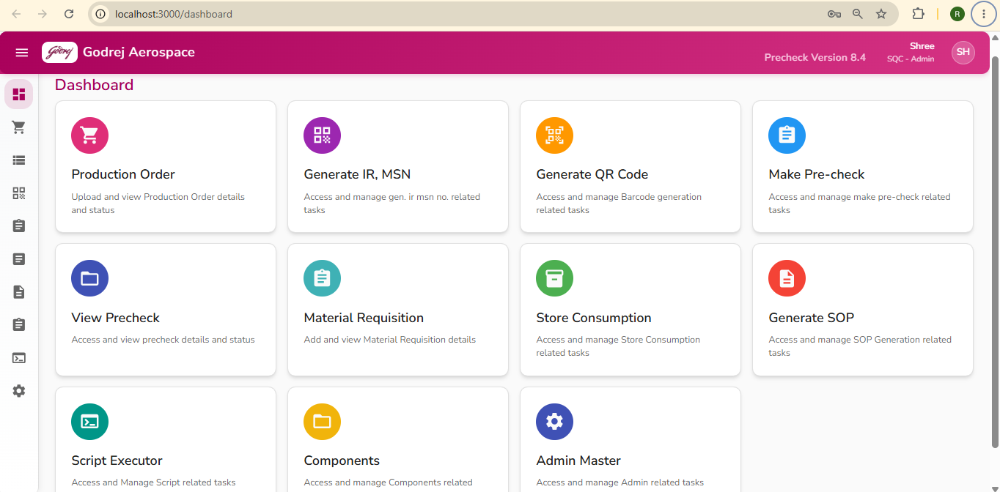 localhost:3000/dashboard
R
Godrej
Godrej Aerospace
Precheck Version 8.4
Shree
SQC - Admin
SH
Dashboard
Production Order
Upload and view Production Order details
and status
Generate IR, MSN
Access and manage gen. ir msn no. related
tasks
Generate QR Code
Access and manage Barcode generation
related tasks
Make Pre-check
Access and manage make pre-check related
tasks
View Precheck
Access and view precheck details and status
Material Requisition
Add and view Material Requisition details
Store Consumption
Access and manage Store Consumption
related tasks
Generate SOP
Access and manage SOP Generation related
tasks
Script Executor
Access and Manage Script related tasks
Components
Access and manage Components related
Admin Master
Access and manage Admin related tasks